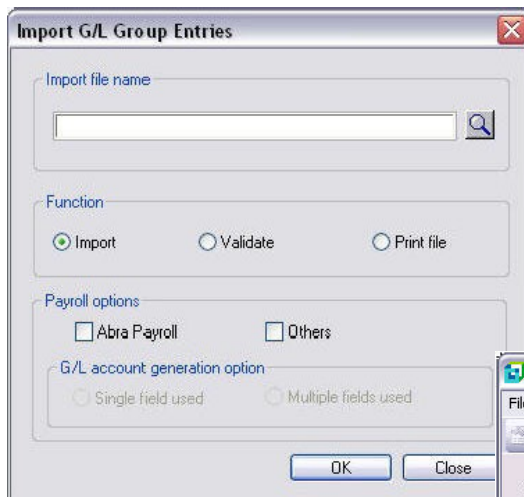 Import G/L Group Entries
Import file name
Function
Import Validate Print file
Payroll options
Abra Payroll Others
G/L account generation option
Single field used Multiple fields used
OK Close